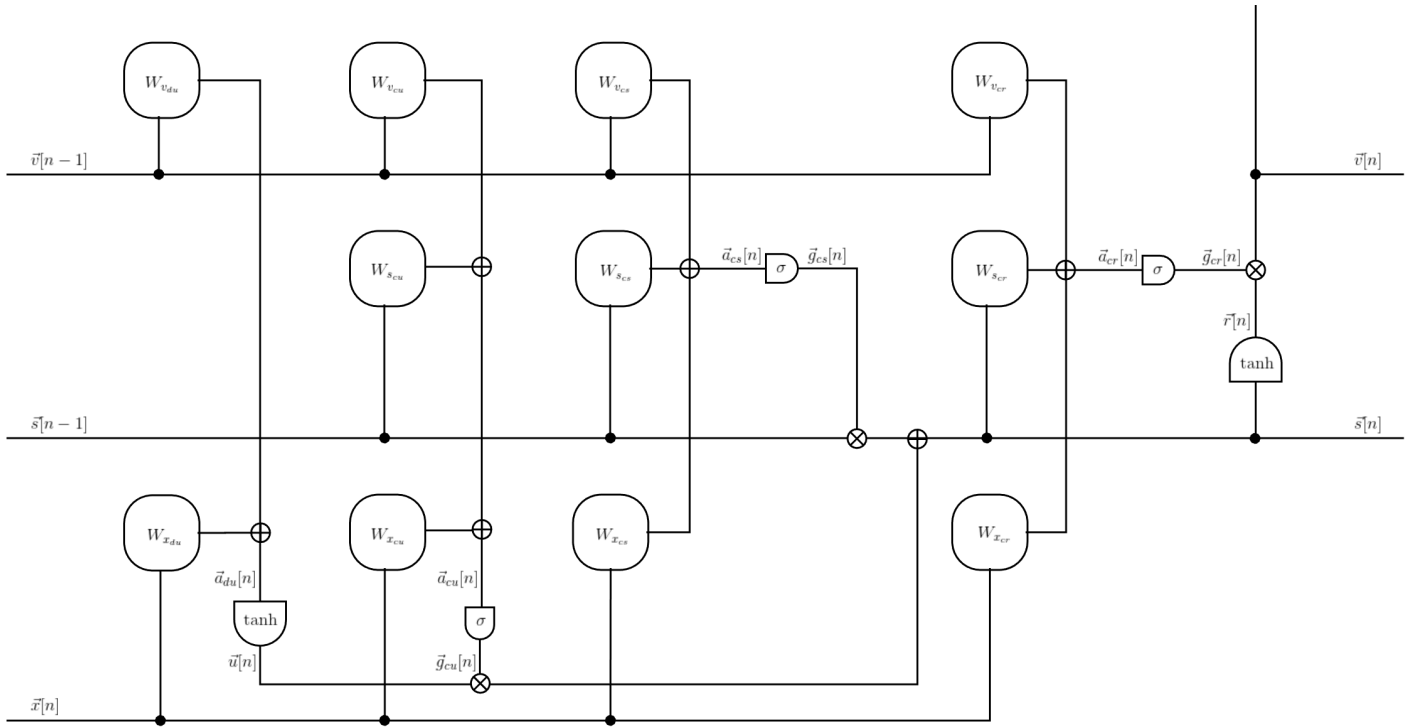 W_{v_{du}} W_{v_{cu}} W_{v_{cs}} W_{v_{cr}}
\vec{v}[n − 1] \vec{v}[n]
W_{s_{cu}} W_{s_{cs}} \vec{a}_{cs}[n] σ \vec{g}_{cs}[n] W_{s_{cr}} \vec{a}_{cr}[n] σ \vec{g}_{cr}[n]
\vec{r}[n]
tanh
\vec{s}[n − 1] \vec{s}[n]
W_{x_{du}} W_{x_{cu}} W_{x_{cs}} W_{x_{cr}}
\vec{a}_{du}[n] \vec{a}_{cu}[n]
tanh σ
\vec{u}[n] \vec{g}_{cu}[n]
\vec{x}[n]